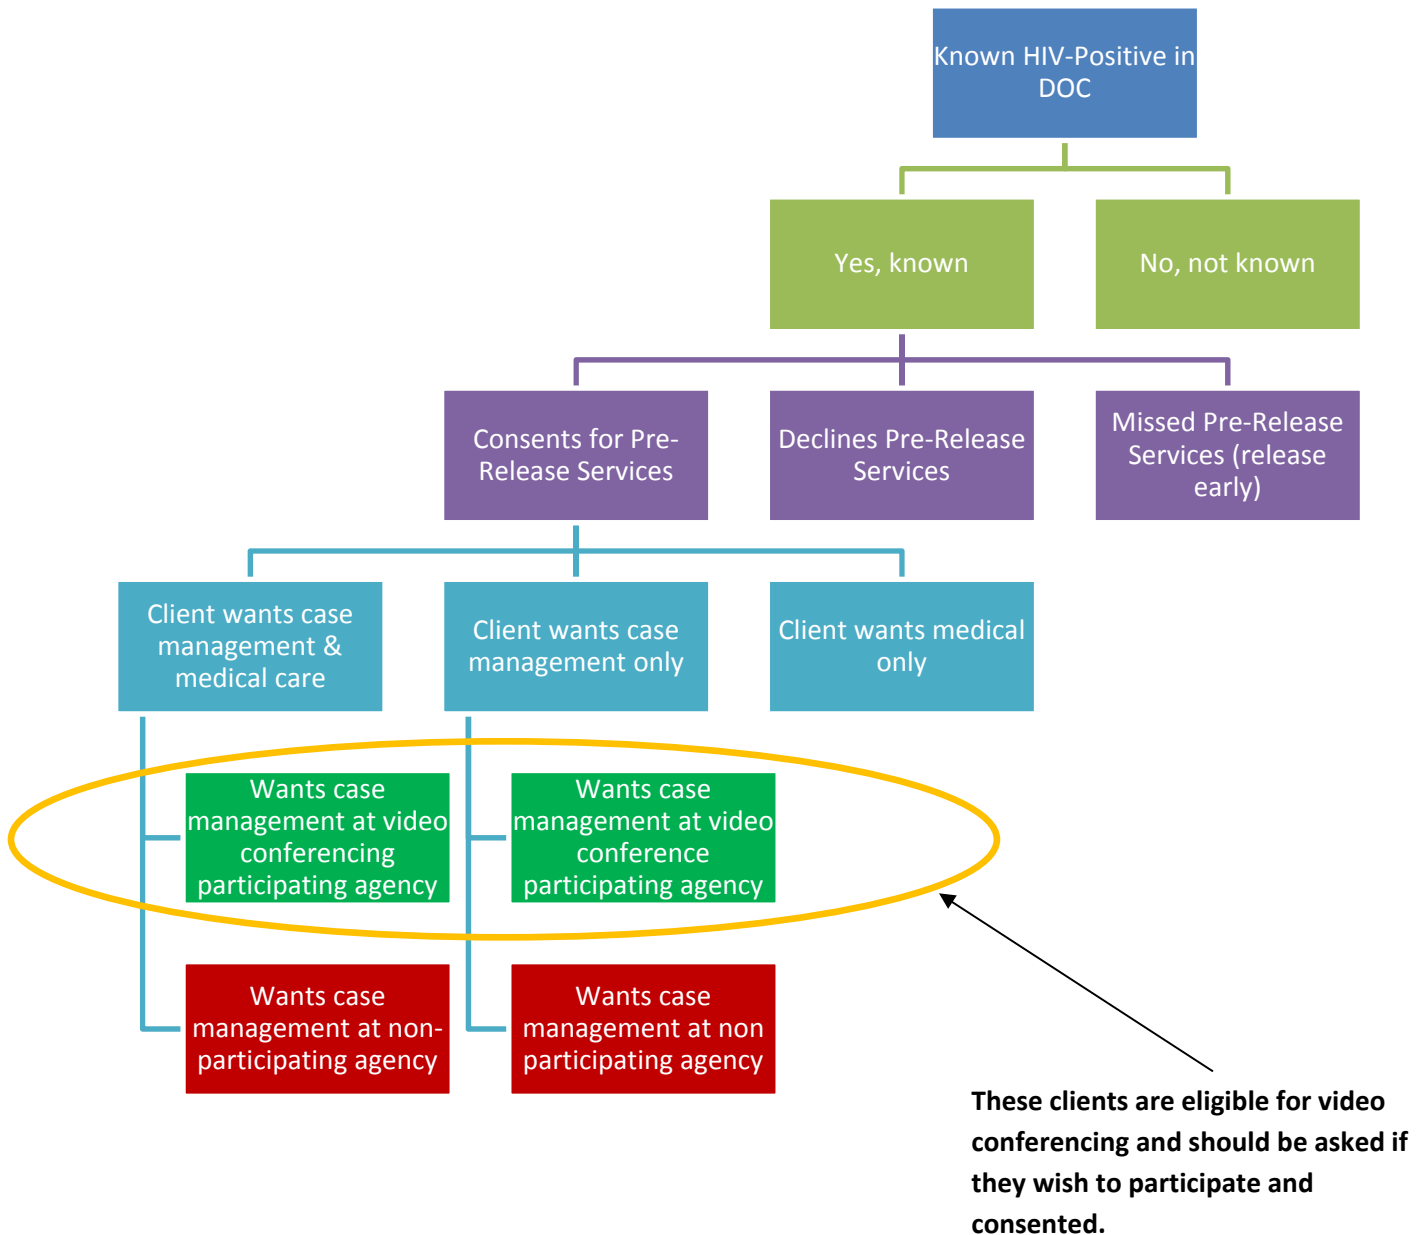 Known HIV-Positive in
DOC
Yes, known
No, not known
Consents for Pre-
Release Services
Declines Pre-Release
Services
Missed Pre-Release
Services (release
early)
Client wants case
management &
medical care
Client wants case
management only
Client wants medical
only
Wants case
management at video
conferencing
participating agency
Wants case
management at video
conference
participating agency
Wants case
management at non-
participating agency
Wants case
management at non
participating agency
These clients are eligible for video
conferencing and should be asked if
they wish to participate and
consented.